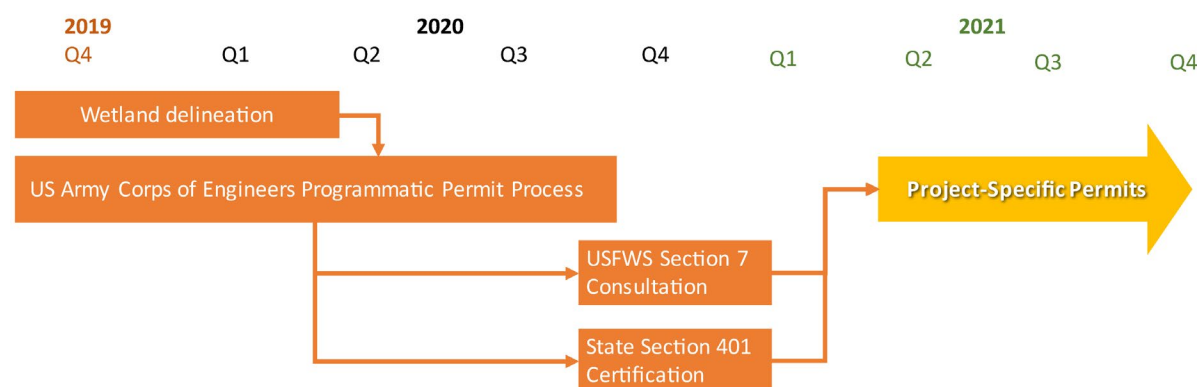 2019 2020 2021
Q4 Q1 Q2 Q3 Q4 Q1 Q2 Q3 Q4
Wetland delineation
US Army Corps of Engineers Programmatic Permit Process
Project-Specific Permits
USFWS Section 7
Consultation
State Section 401
Certification